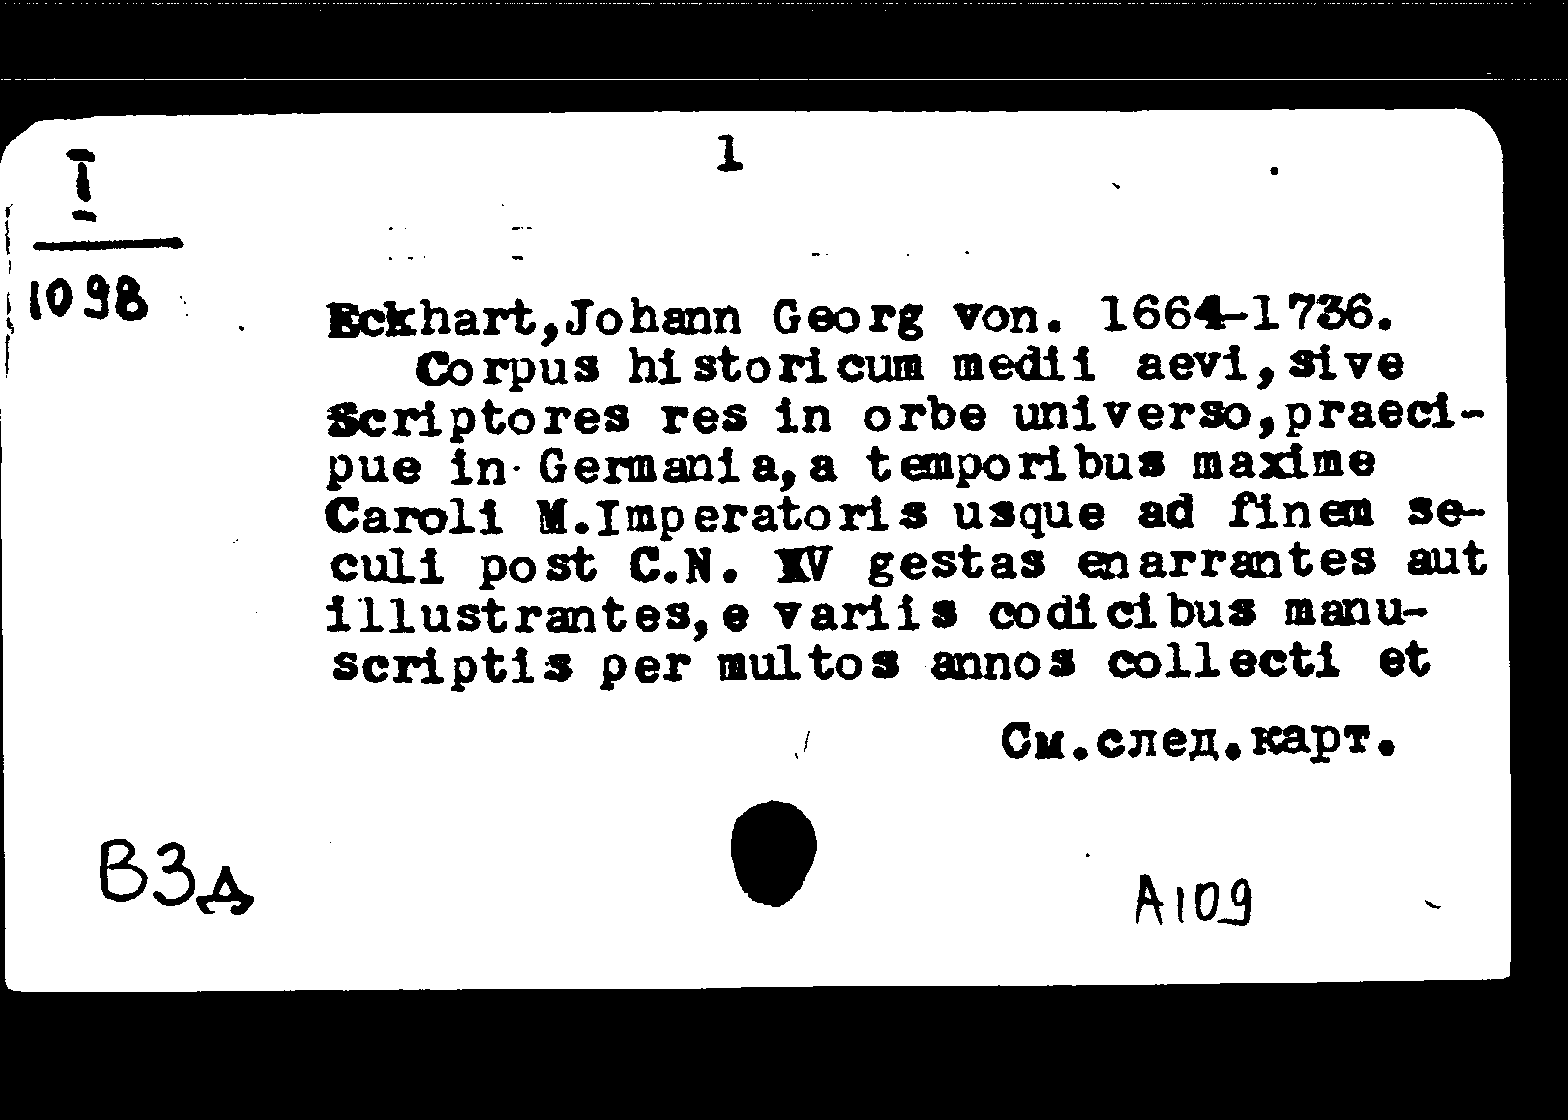 1
I
1098
Eckhart,Johann Georg von. 1664-1736.
Corpus historicum medii aevi,sive
Scriptores res in orbe universo,praeci-
pue in Germania,a temporibus maxime
Caroli M.Imperatoris usque ad finem se-
culi post C.N. XV gestas enarrantes aut
illustrantes,e variis codicibus manu-
scriptis per multos annos collecti et
См.след.карт.
ВЗд
A109